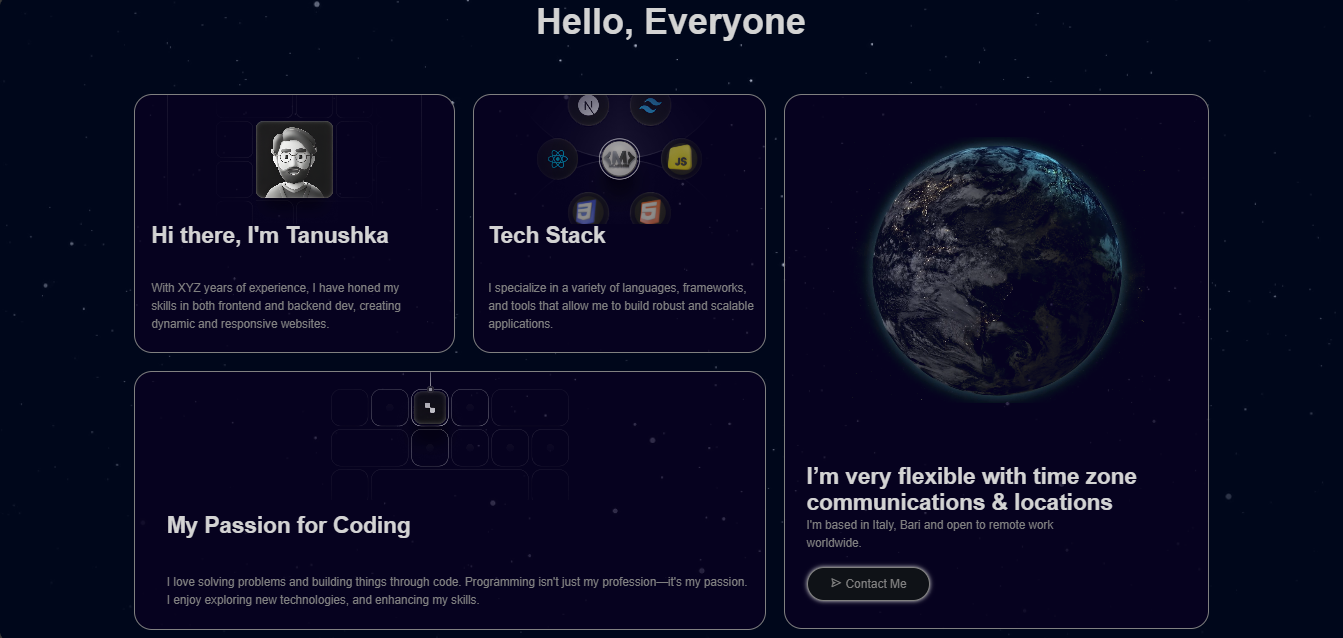 Hello, Everyone
N
JS
Hi there, I'm Tanushka
With XYZ years of experience, I have honed my
skills in both frontend and backend dev, creating
dynamic and responsive websites.
Tech Stack
I specialize in a variety of languages, frameworks,
and tools that allow me to build robust and scalable
applications.
My Passion for Coding
I love solving problems and building things through code. Programming isn't just my profession—it's my passion.
I enjoy exploring new technologies, and enhancing my skills.
I’m very flexible with time zone
communications & locations
I'm based in Italy, Bari and open to remote work
worldwide.
Contact Me